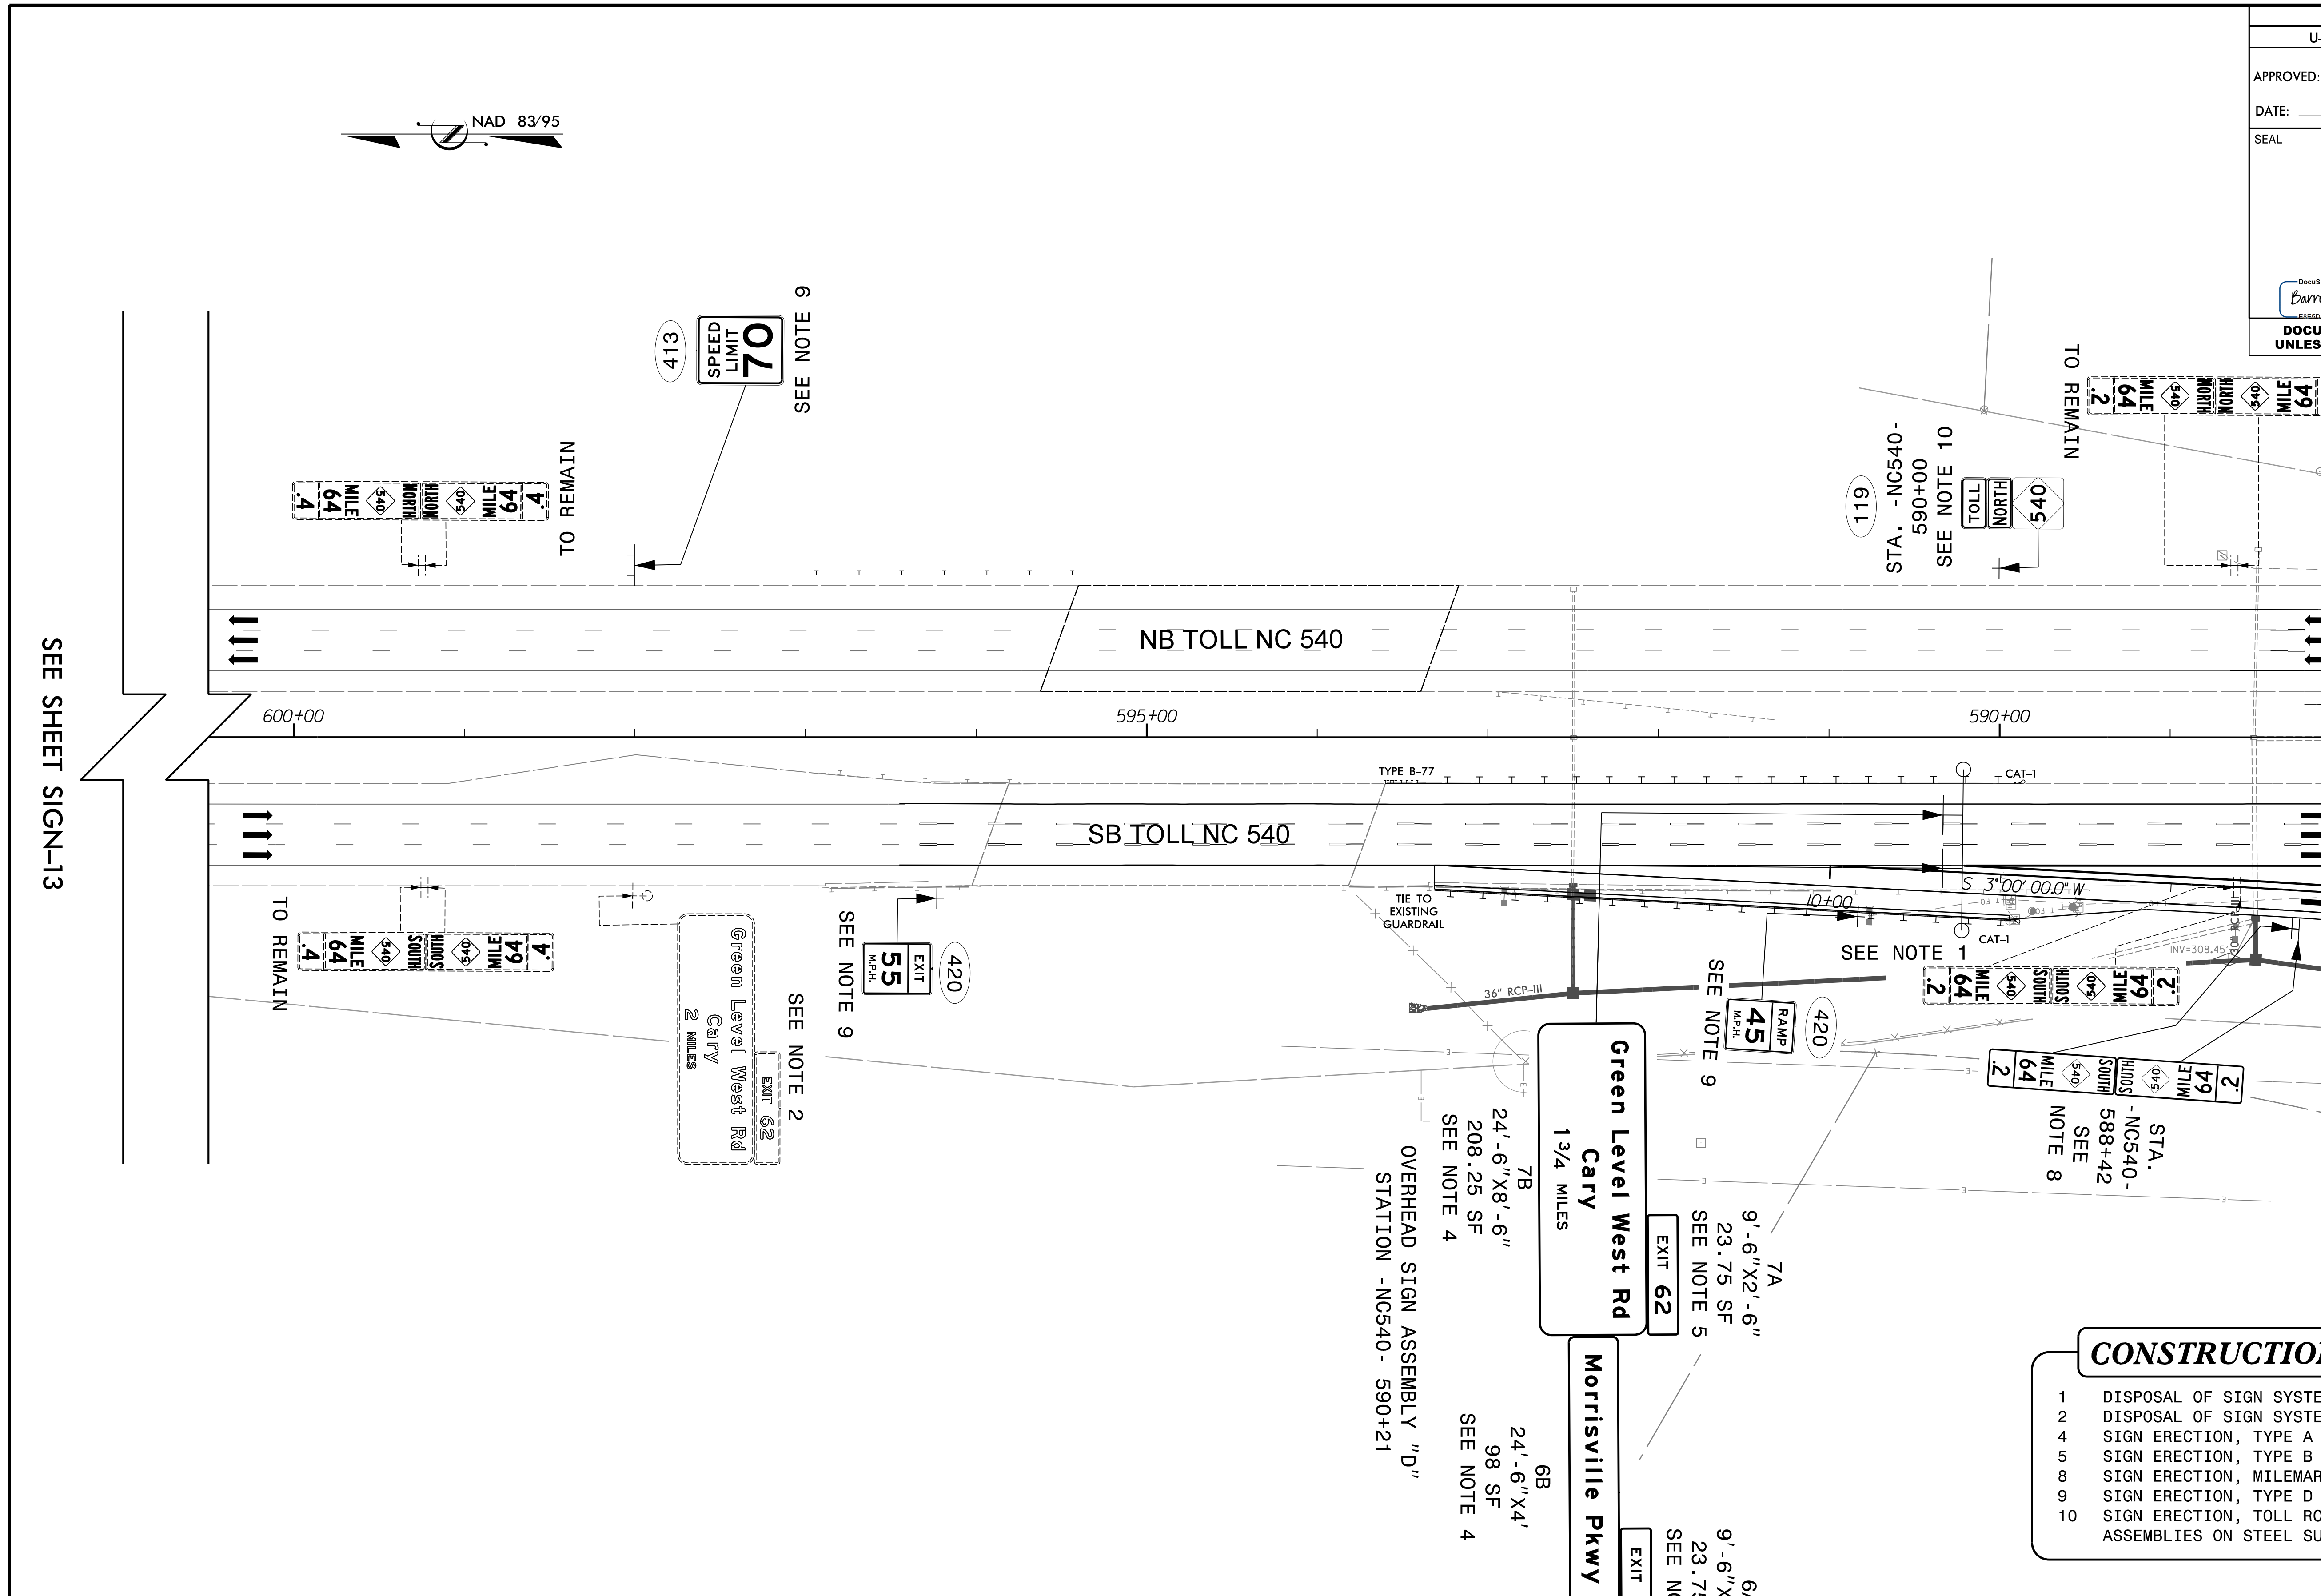 NAD 83/95
U-
APPROVED:
DATE:
SEAL
DOCU
UNLES
SEE SHEET SIGN-13
413
SPEED
LIMIT
70
SEE NOTE 9
.4
64
MILE
540
NORTH
NORTH
540
MILE
64
.4
TO REMAIN
119
STA. -NC540-
590+00
SEE NOTE 10
TOLL
NORTH
540
TO REMAIN
.2
64
MILE
540
NORTH
NORTH
540
MILE
64
NB TOLL NC 540
600+00
595+00
590+00
TYPE B-77
CAT-1
SB TOLL NC 540
TIE TO
EXISTING
GUARDRAIL
10+00
S 3°00'00.0" W
CAT-1
SEE NOTE 1
INV=308.45'
36" RCP-III
TO REMAIN
.4
64
MILE
540
SOUTH
SOUTH
540
MILE
64
.4
EXIT 62
Green Level West Rd
Cary
2 MILES
SEE NOTE 2
SEE NOTE 9
EXIT
55
M.P.H.
420
SEE NOTE 9
RAMP
45
M.P.H.
420
.2
64
MILE
540
SOUTH
SOUTH
540
MILE
64
.2
.2
64
MILE
540
SOUTH
SOUTH
540
MILE
64
.2
STA.
-NC540-
588+42
SEE
NOTE 8
EXIT 62
Green Level West Rd
Cary
1 3/4 MILES
7A
9'-6"X2'-6"
23.75 SF
SEE NOTE 5
7B
24'-6"X8'-6"
208.25 SF
SEE NOTE 4
OVERHEAD SIGN ASSEMBLY "D"
STATION -NC540- 590+21
6B
24'-6"X4'
98 SF
SEE NOTE 4
Morrisville Pkwy
EXIT
9'-6"X
23.75
SEE NO
CONSTRUCTION
1 DISPOSAL OF SIGN SYSTE
2 DISPOSAL OF SIGN SYSTE
4 SIGN ERECTION, TYPE A
5 SIGN ERECTION, TYPE B
8 SIGN ERECTION, MILEMAR
9 SIGN ERECTION, TYPE D
10 SIGN ERECTION, TOLL RO
ASSEMBLIES ON STEEL SU